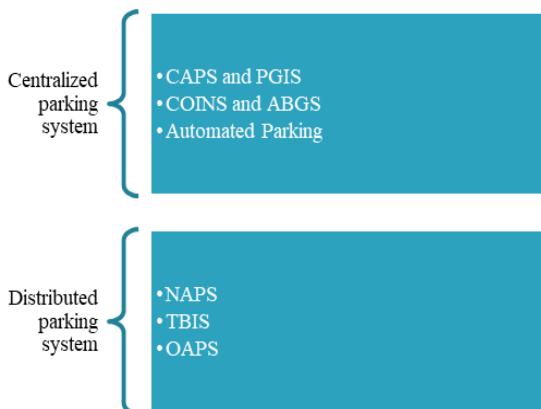 Centralized
parking
system
• CAPS and PGIS
• COINS and ABGS
• Automated Parking
Distributed
parking
system
• NAPS
• TBIS
• OAPS